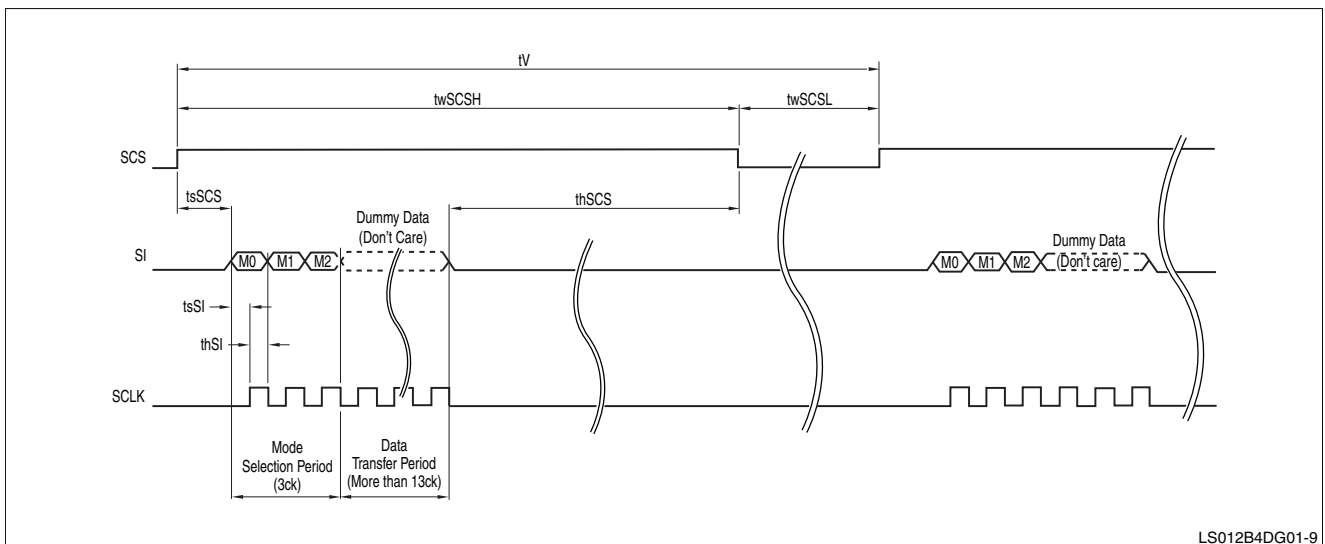 tV
twSCSH
twSCSL
SCS
tsSCS
thSCS
Dummy Data
(Don't Care)
SI
M0
M1
M2
M0
M1
M2
Dummy Data
(Don't care)
tsSI
thSI
SCLK
Mode
Selection Period
(3ck)
Data
Transfer Period
(More than 13ck)
LS012B4DG01-9